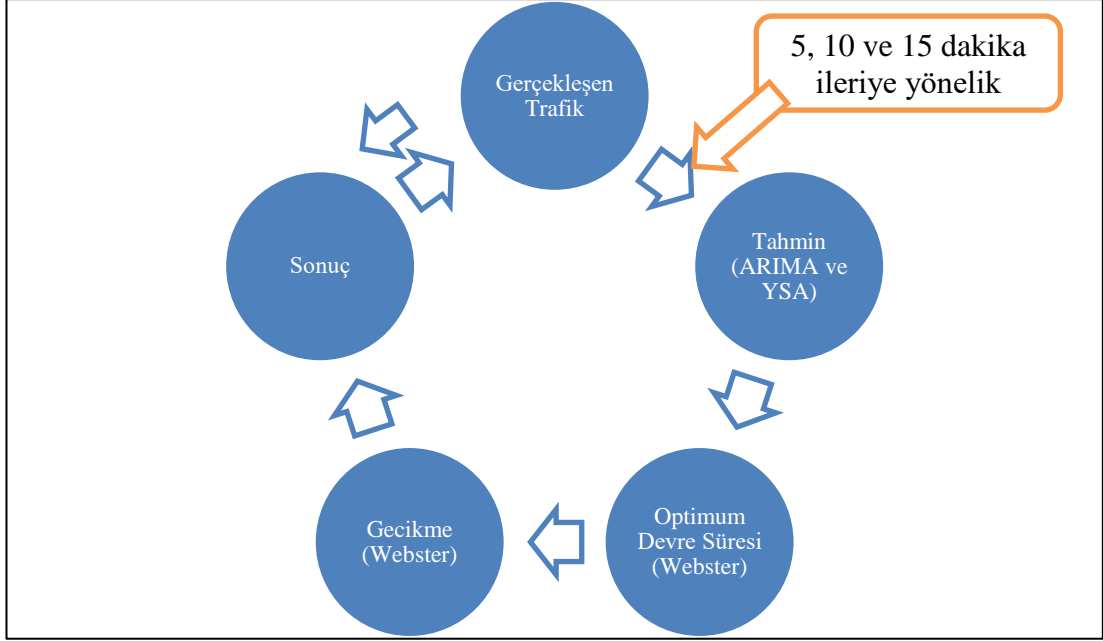 Gerçekleşen
Trafik
5, 10 ve 15 dakika
ileriye yönelik
Tahmin
(ARIMA ve
YSA)
Optimum
Devre Süresi
(Webster)
Gecikme
(Webster)
Sonuç